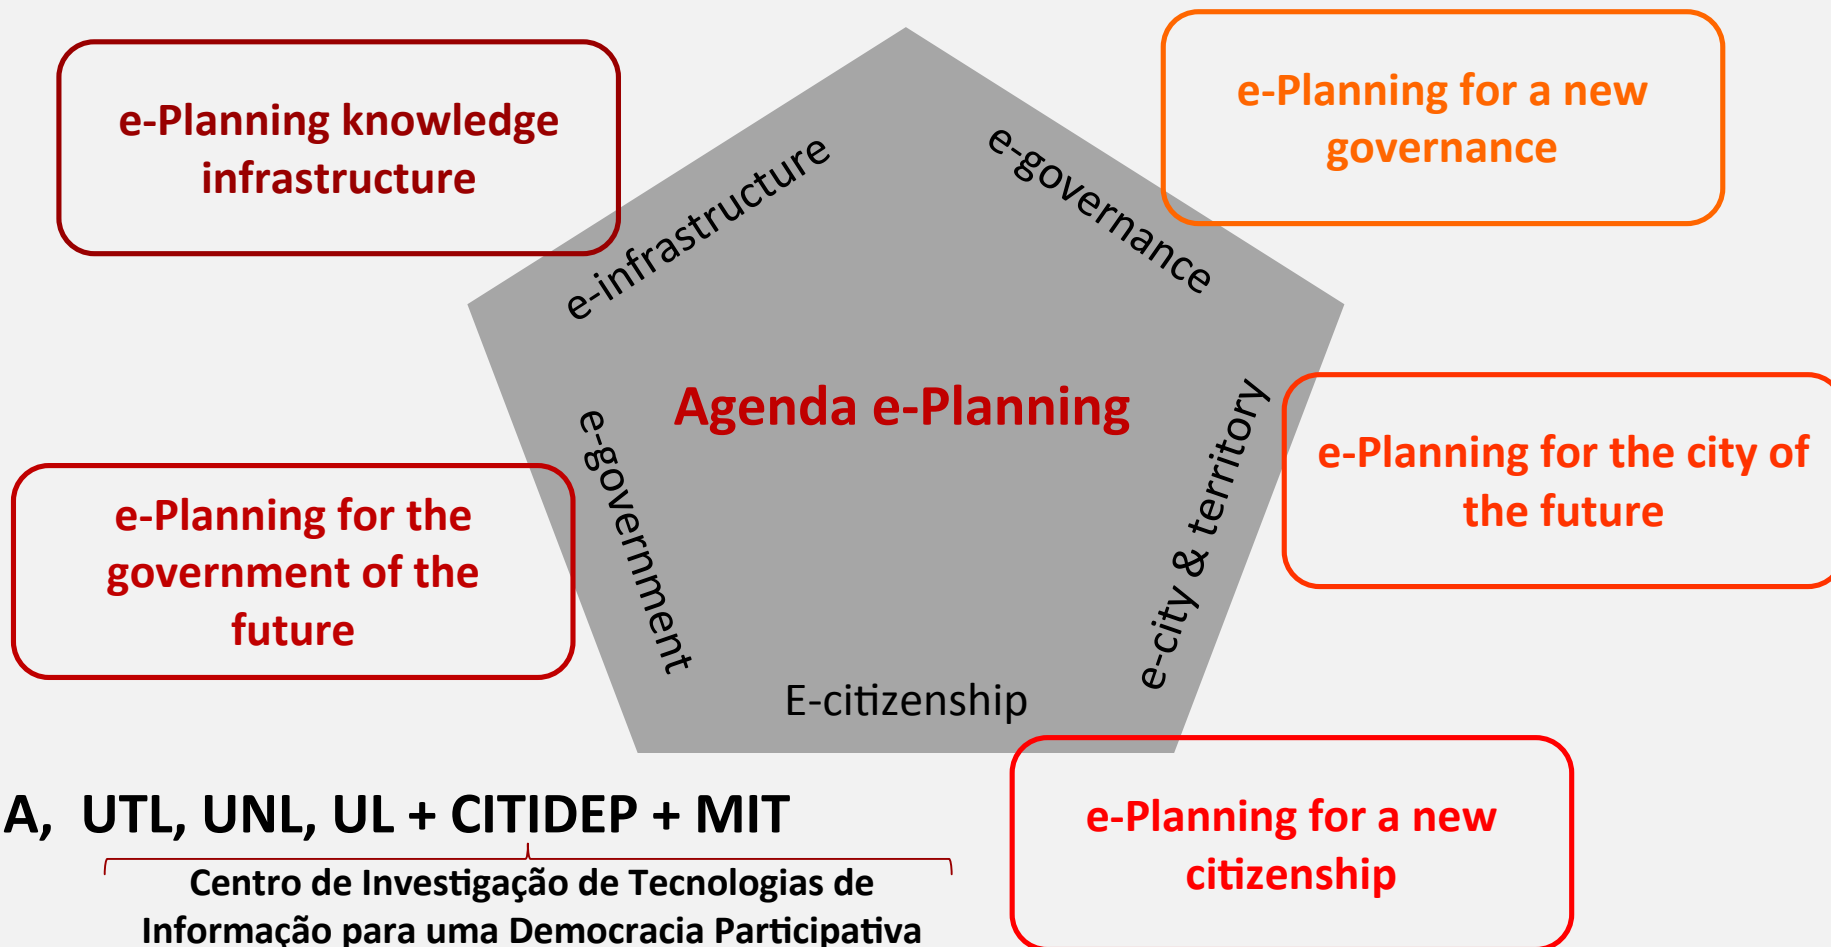 e-Planning knowledge
infrastructure
e-Planning for a new
governance
e-infrastructure
e-governance
Agenda e-Planning
e-government
e-city & territory
e-Planning for the city of
the future
e-Planning for the
government of the
future
E-citizenship
A, UTL, UNL, UL + CITIDEP + MIT
Centro de Investigação de Tecnologias de
Informação para uma Democracia Participativa
e-Planning for a new
citizenship